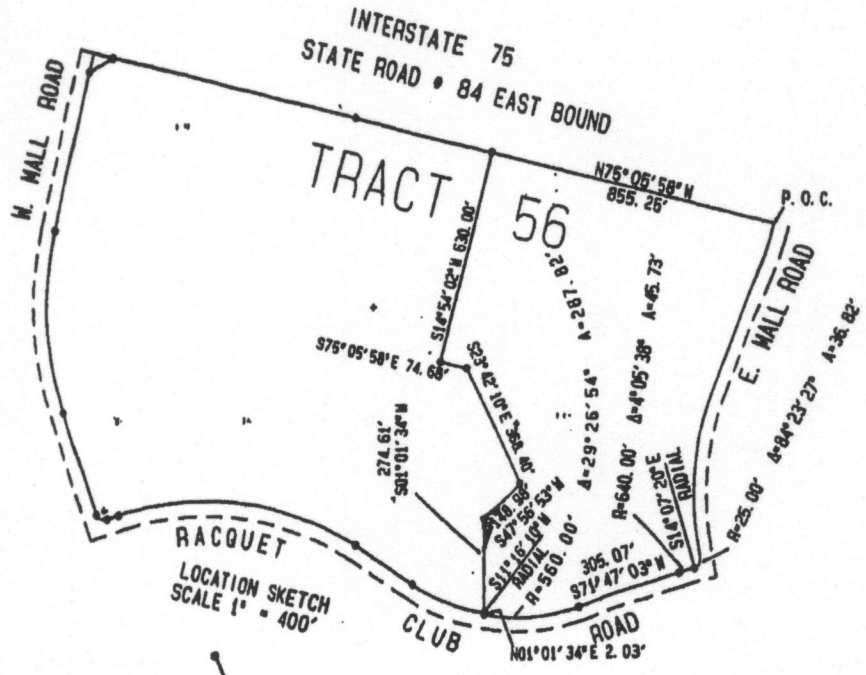 INTERSTATE 75
STATE ROAD • 84 EAST BOUND
W. MALL ROAD
TRACT 56
N75°05'58"W
855.25'
P.O.C.
E. MALL ROAD
S14°54'02"W 630.00'
S75°05'58"E 74.68'
Δ=29°26'54" A=287.82'
R=640.00' Δ=4°05'38" A=45.73'
R=25.00' Δ=84°23'27" A=36.82'
S14°07'20"E
RADIAL
274.61'
S01°01'34"W
S47°56'53"W
S11°16'10"W
RADIAL
R=560.00'
305.07'
S71°47'03"W
N01°01'34"E 2.03'
RACQUET CLUB ROAD
LOCATION SKETCH
SCALE 1" = 400'